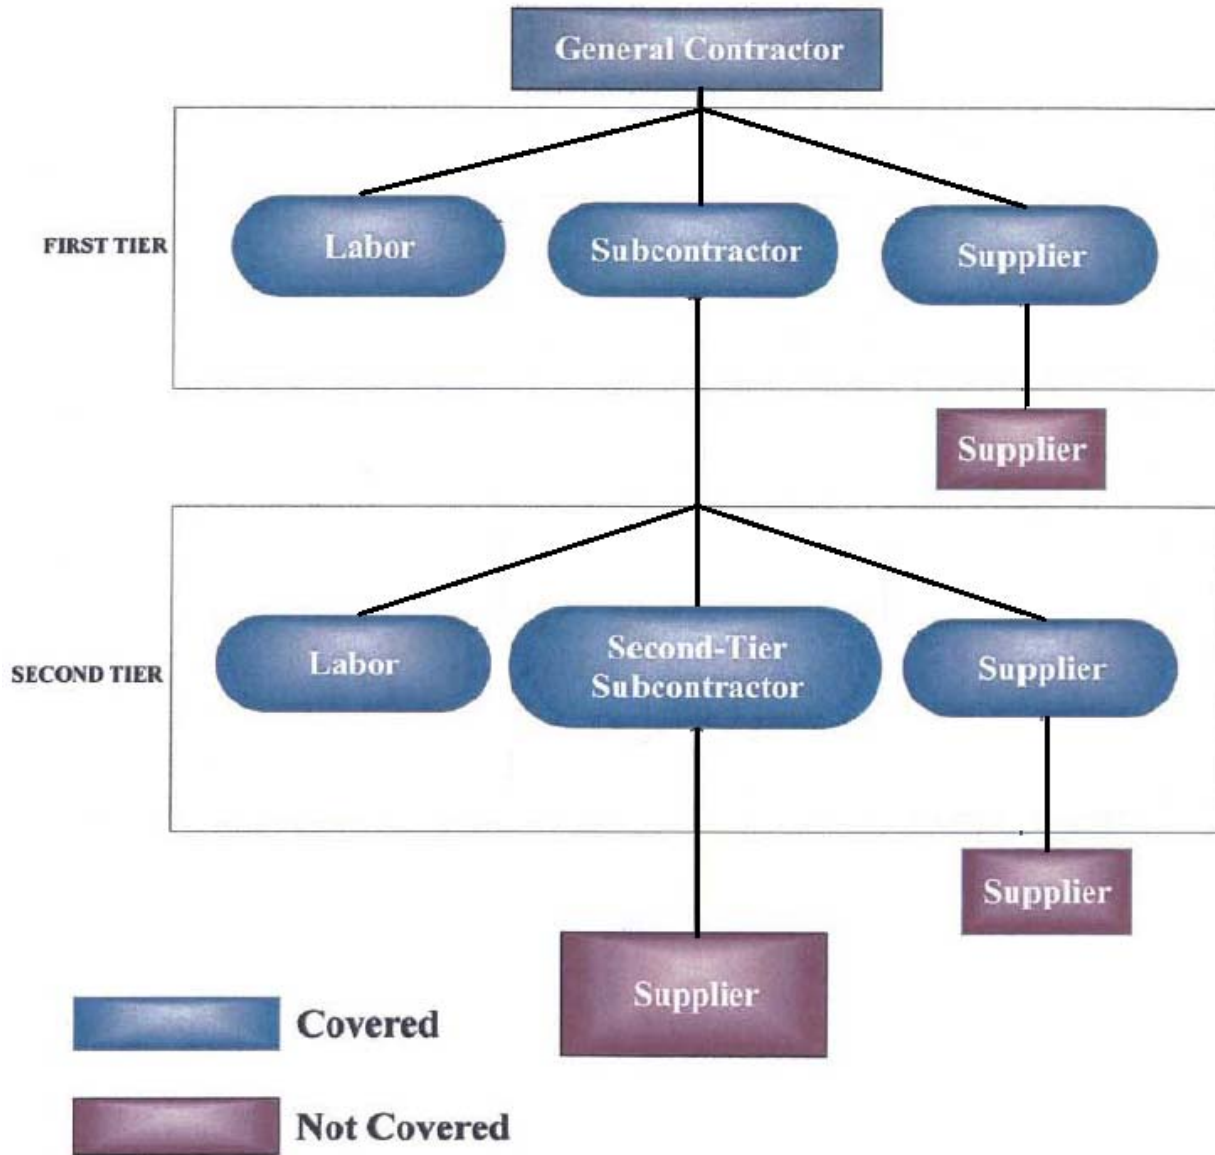 General Contractor
FIRST TIER
Labor
Subcontractor
Supplier
Supplier
SECOND TIER
Labor
Second-Tier
Subcontractor
Supplier
Supplier
Supplier
Covered
Not Covered